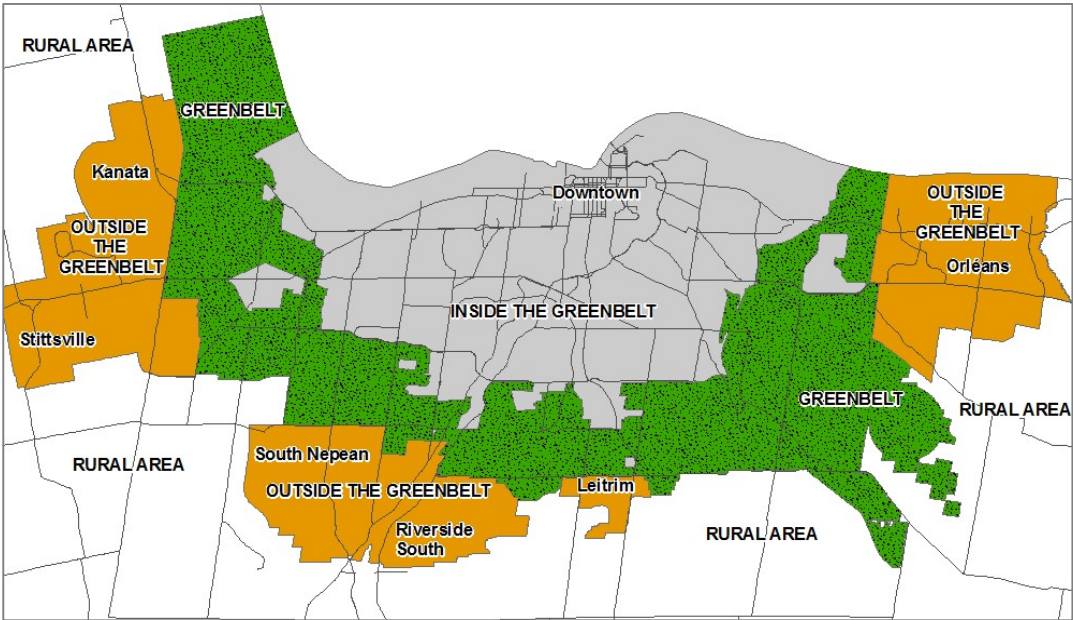 RURAL AREA
GREENBELT
Kanata
OUTSIDE
THE
GREENBELT
Stittsville
Downtown
INSIDE THE GREENBELT
OUTSIDE
THE
GREENBELT
Orléans
GREENBELT
RURAL AREA
RURAL AREA
South Nepean
OUTSIDE THE GREENBELT
Riverside
South
Leitrim
RURAL AREA